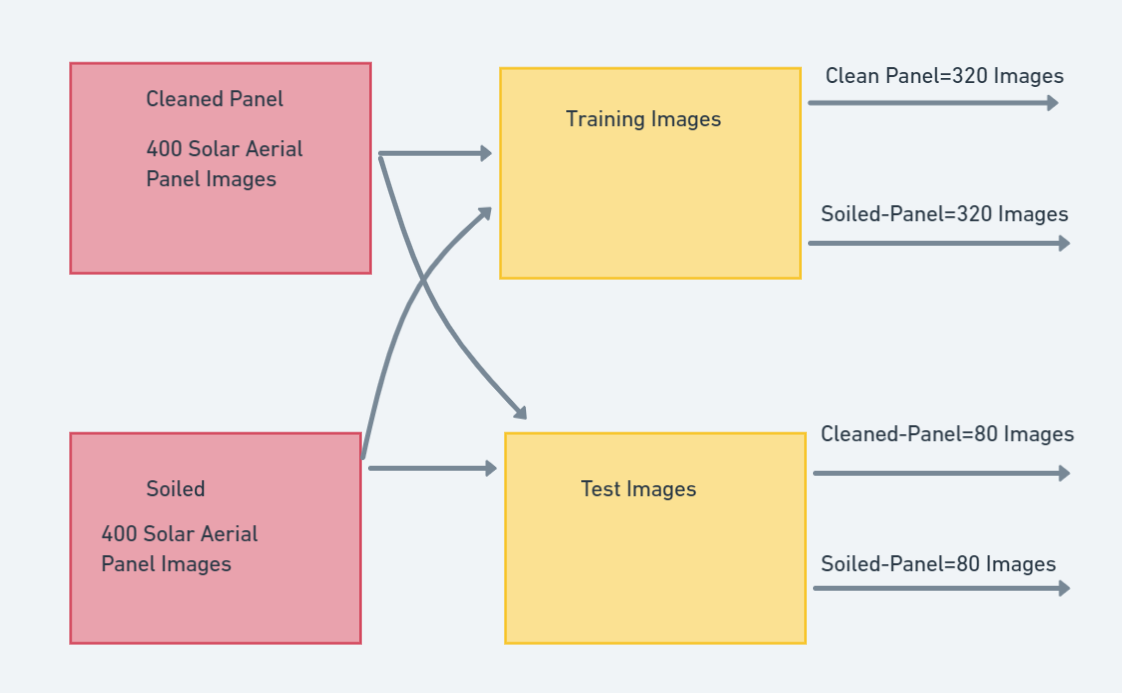 Cleaned Panel
400 Solar Aerial
Panel Images
Training Images
Clean Panel=320 Images
Soiled-Panel=320 Images
Soiled
400 Solar Aerial
Panel Images
Test Images
Cleaned-Panel=80 Images
Soiled-Panel=80 Images